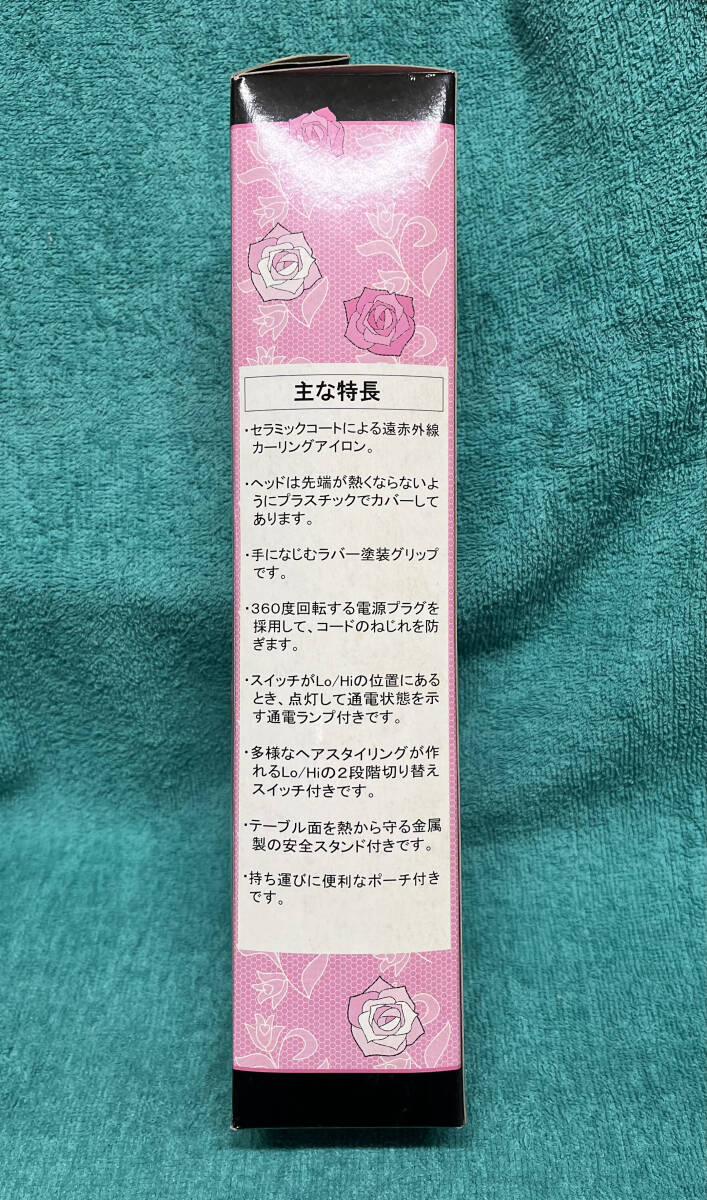 主な特長
・セラミックコートによる遠赤外線
カーリングアイロン。
・ヘッドは先端が熱くならないよ
うにプラスチックでカバーして
あります。
・手になじむラバー塗装グリップ
です。
・360度回転する電源プラグを
採用して、コードのねじれを防
ぎます。
・スイッチがLo/Hiの位置にある
とき、点灯して通電状態を示
す通電ランプ付きです。
・多様なヘアスタイリングが作
れるLo/Hiの2段階切り替え
スイッチ付きです。
・テーブル面を熱から守る金属
製の安全スタンド付きです。
・持ち運びに便利なポーチ付き
です。